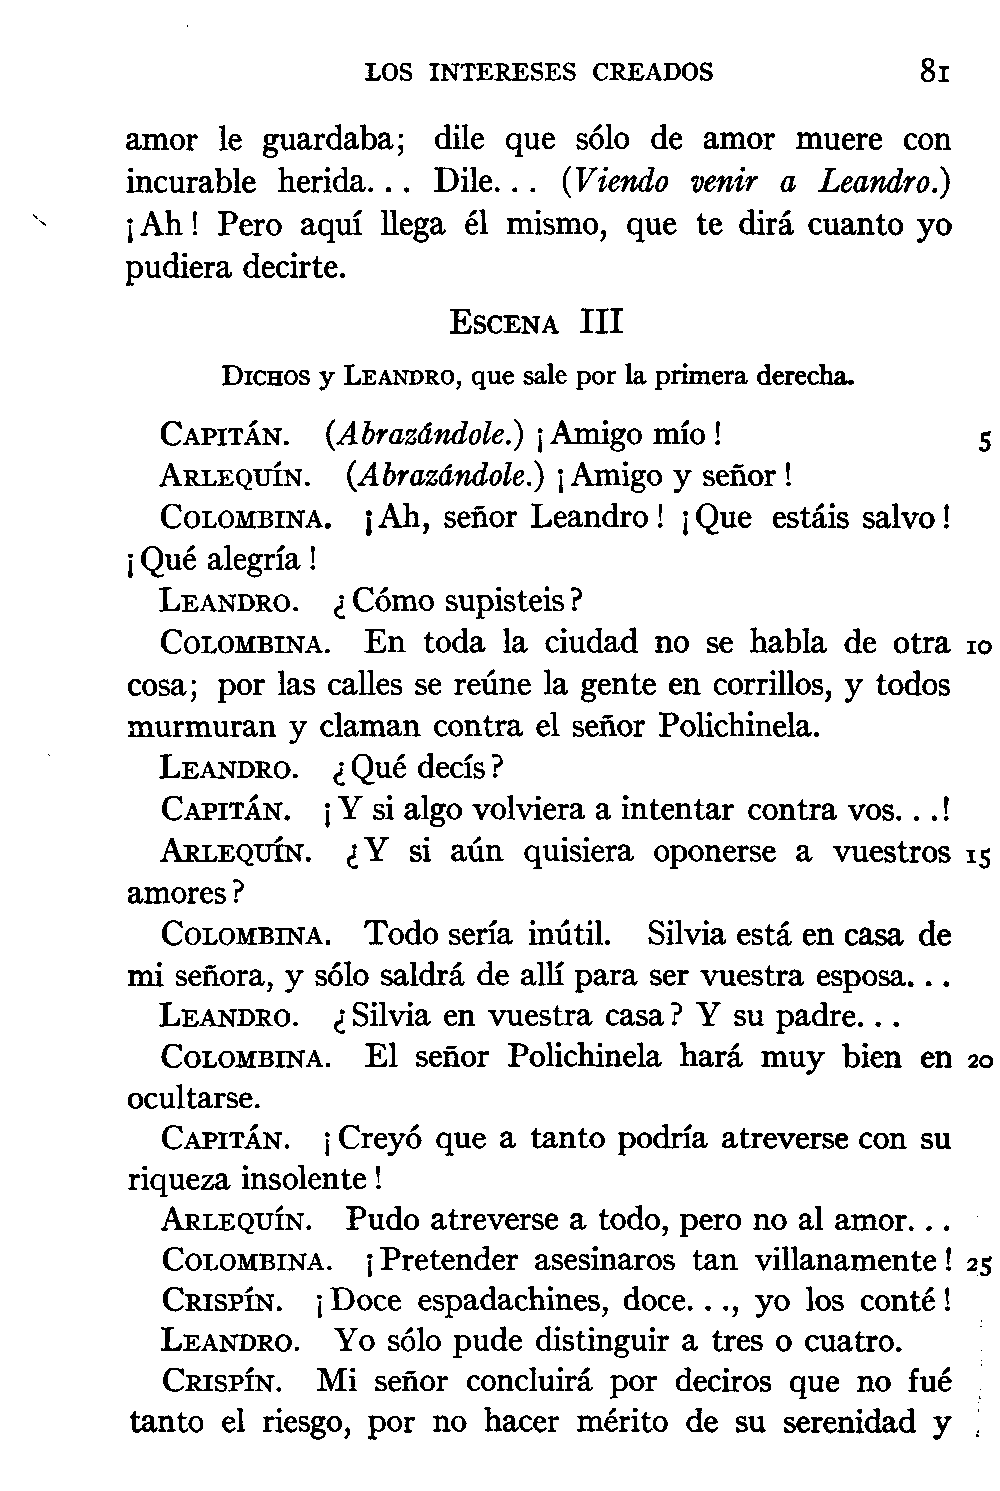 LOS INTERESES CREADOS 81
amor le guardaba; dile que sólo de amor muere con
incurable herida... Dile... (Viendo venir a Leandro.)
¡Ah! Pero aquí llega él mismo, que te dirá cuanto yo
pudiera decirte.
ESCENA III
DICHOS y LEANDRO, que sale por la primera derecha.
CAPITÁN. (Abrazándole.) ¡Amigo mío! 5
ARLEQUÍN. (Abrazándole.) ¡Amigo y señor!
COLOMBINA. ¡Ah, señor Leandro! ¡Que estáis salvo!
¡Qué alegría!
LEANDRO. ¿Cómo supisteis?
COLOMBINA. En toda la ciudad no se habla de otra 10
cosa; por las calles se reúne la gente en corrillos, y todos
murmuran y claman contra el señor Polichinela.
LEANDRO. ¿Qué decís?
CAPITÁN. ¡Y si algo volviera a intentar contra vos...!
ARLEQUÍN. ¿Y si aún quisiera oponerse a vuestros 15
amores?
COLOMBINA. Todo sería inútil. Silvia está en casa de
mi señora, y sólo saldrá de allí para ser vuestra esposa...
LEANDRO. ¿Silvia en vuestra casa? Y su padre...
COLOMBINA. El señor Polichinela hará muy bien en 20
ocultarse.
CAPITÁN. ¡Creyó que a tanto podría atreverse con su
riqueza insolente!
ARLEQUÍN. Pudo atreverse a todo, pero no al amor...
COLOMBINA. ¡Pretender asesinaros tan villanamente! 25
CRISPÍN. ¡Doce espadachines, doce..., yo los conté!
LEANDRO. Yo sólo pude distinguir a tres o cuatro.
CRISPÍN. Mi señor concluirá por deciros que no fué
tanto el riesgo, por no hacer mérito de su serenidad y